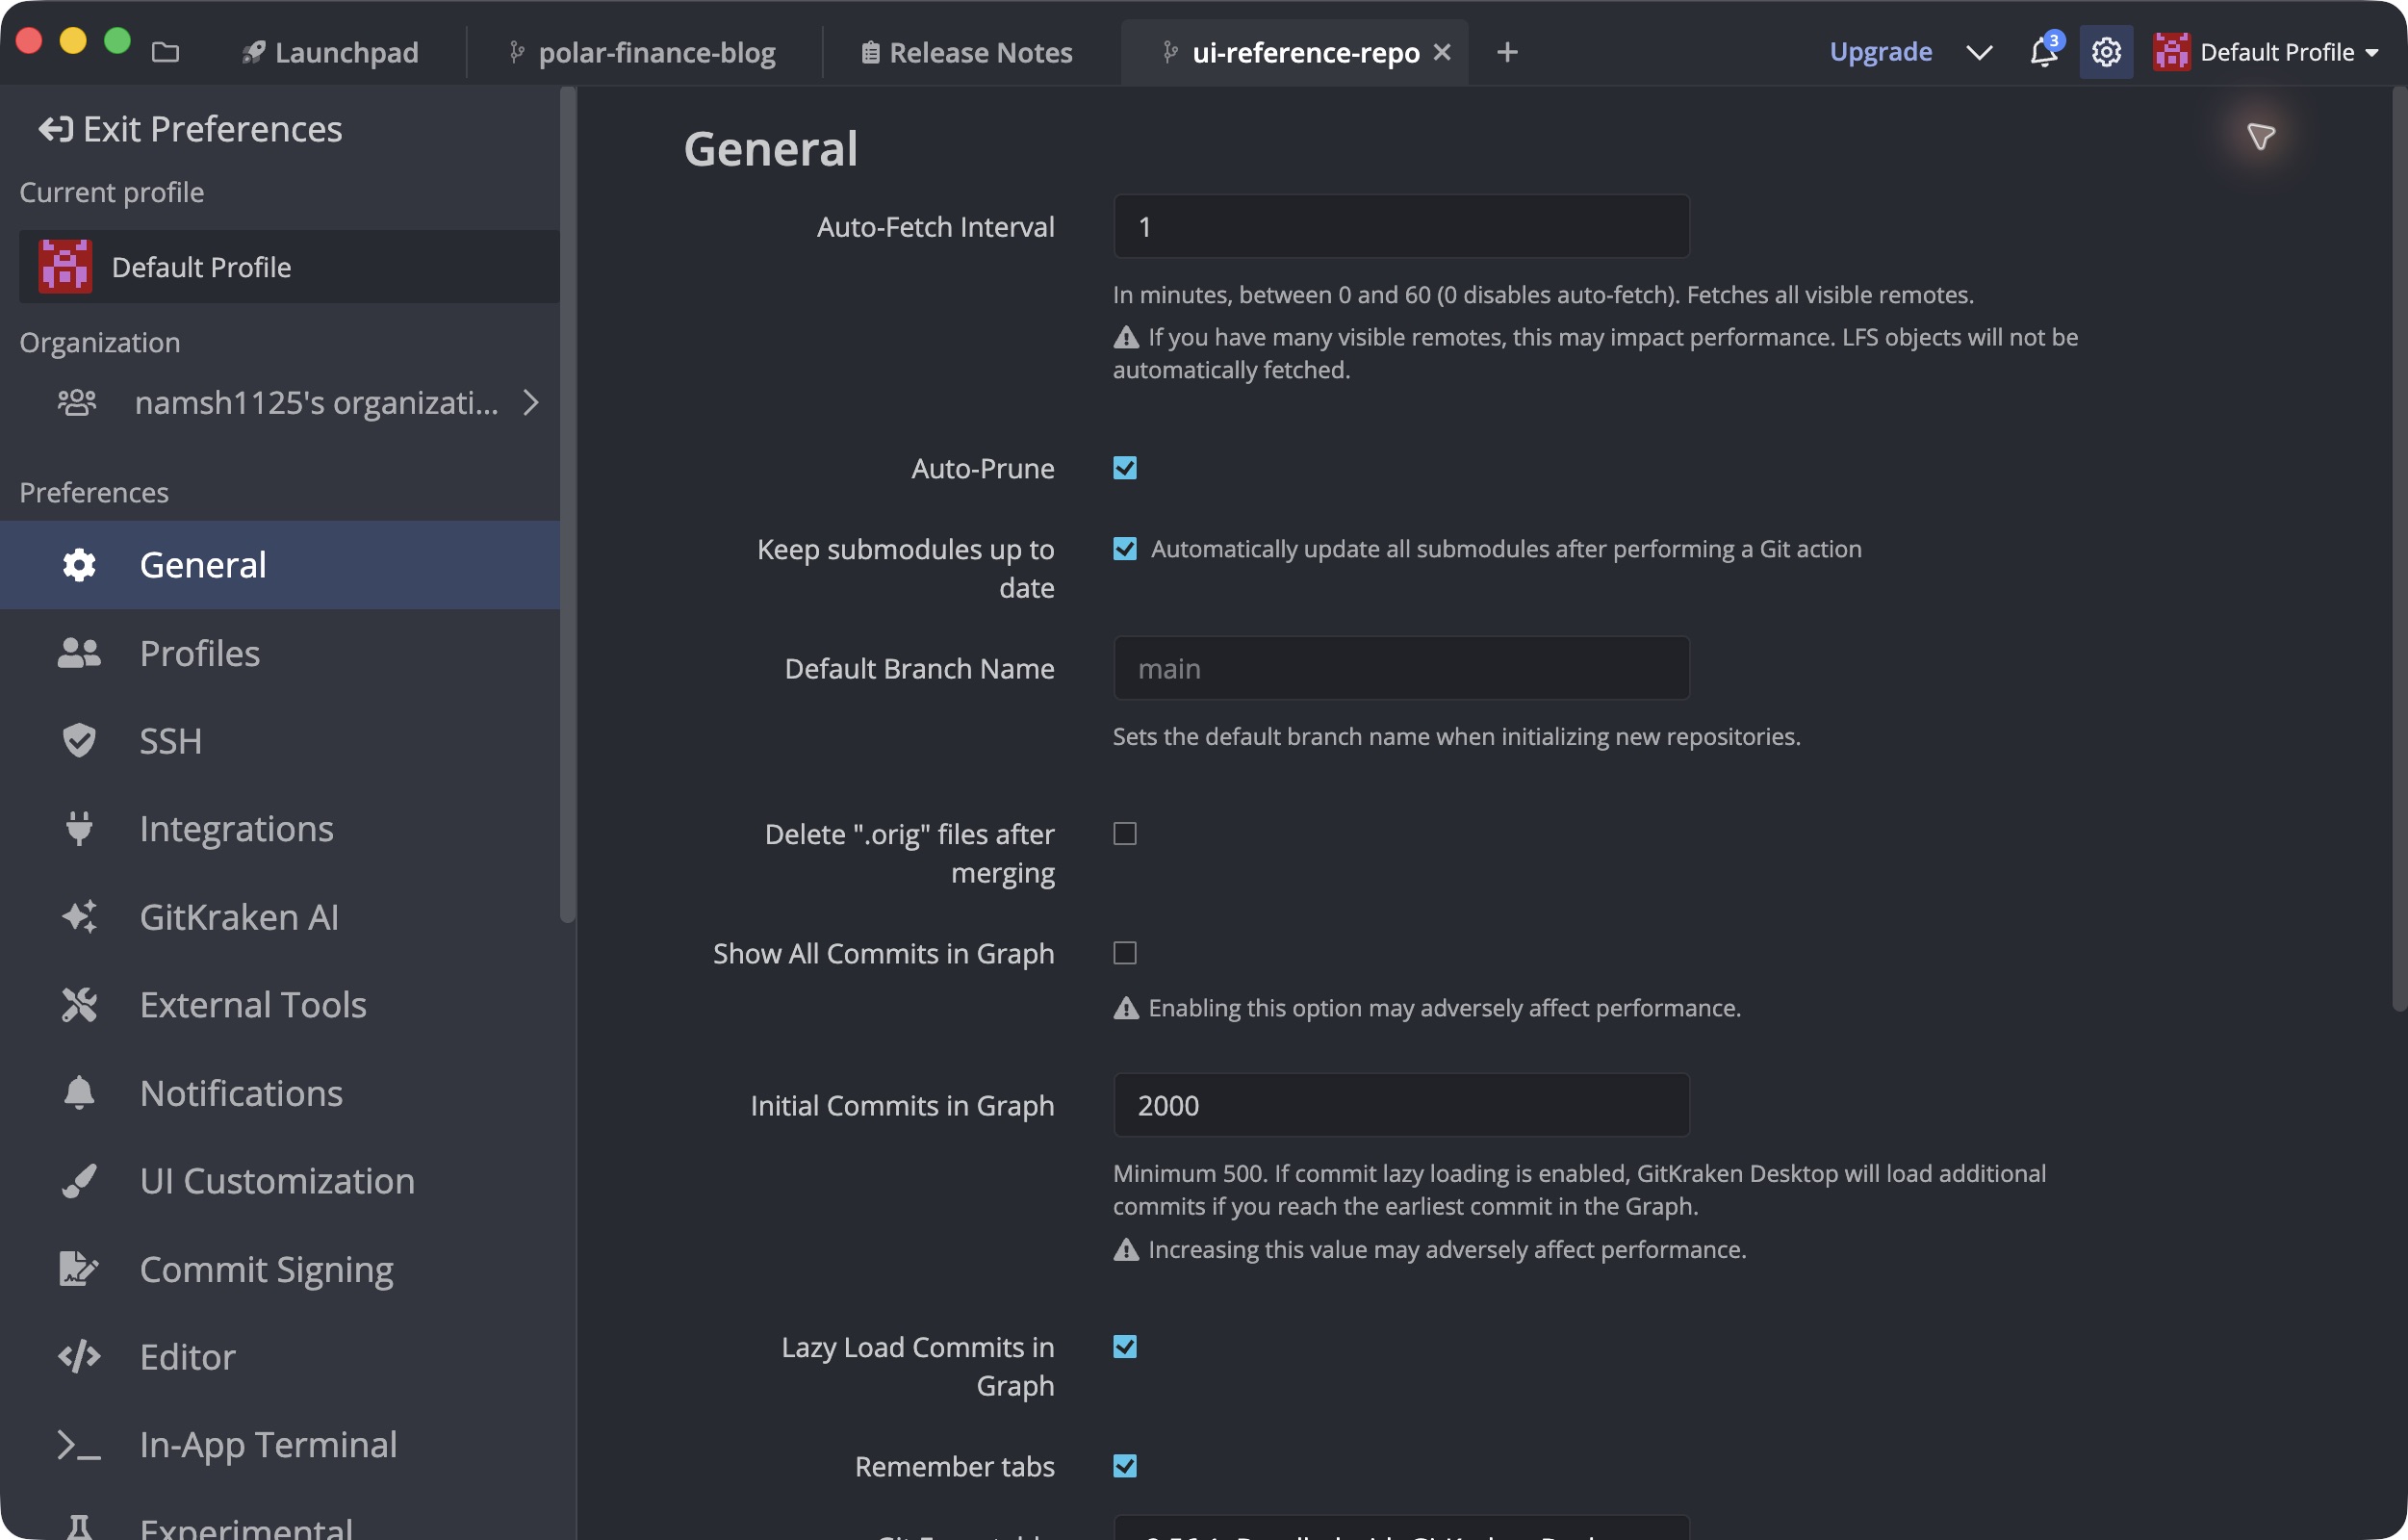 Launchpad
polar-finance-blog
Release Notes
ui-reference-repo
Upgrade
3
Default Profile
Exit Preferences
Current profile
Default Profile
Organization
namsh1125's organizati...
Preferences
General
Profiles
SSH
Integrations
GitKraken AI
External Tools
Notifications
UI Customization
Commit Signing
Editor
In-App Terminal
Experimental
General
Auto-Fetch Interval
1
In minutes, between 0 and 60 (0 disables auto-fetch). Fetches all visible remotes.
If you have many visible remotes, this may impact performance. LFS objects will not be
automatically fetched.
Auto-Prune
Keep submodules up to
date
Automatically update all submodules after performing a Git action
Default Branch Name
main
Sets the default branch name when initializing new repositories.
Delete ".orig" files after
merging
Show All Commits in Graph
Enabling this option may adversely affect performance.
Initial Commits in Graph
2000
Minimum 500. If commit lazy loading is enabled, GitKraken Desktop will load additional
commits if you reach the earliest commit in the Graph.
Increasing this value may adversely affect performance.
Lazy Load Commits in
Graph
Remember tabs